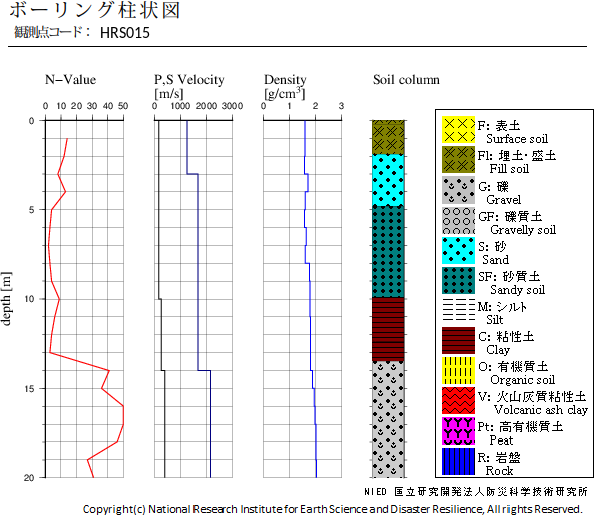 ボーリング柱状図
観測点コード： HRS015
N−Value
P,S Velocity
[m/s]
Density
[g/cm3]
Soil column
0 10 20 30 40 50
0 1000 2000 3000
0 1 2 3
depth [m]
0
5
10
15
20
F: 表土
Surface soil
Fl: 埋土・盛土
Fill soil
G: 礫
Gravel
GF: 礫質土
Gravelly soil
S: 砂
Sand
SF: 砂質土
Sandy soil
M: シルト
Silt
C: 粘性土
Clay
O: 有機質土
Organic soil
V: 火山灰質粘性土
Volcanic ash clay
Pt: 高有機質土
Peat
R: 岩盤
Rock
NIED 国立研究開発法人防災科学技術研究所
Copyright(c) National Research Institute for Earth Science and Disaster Resilience, All rights Reserved.